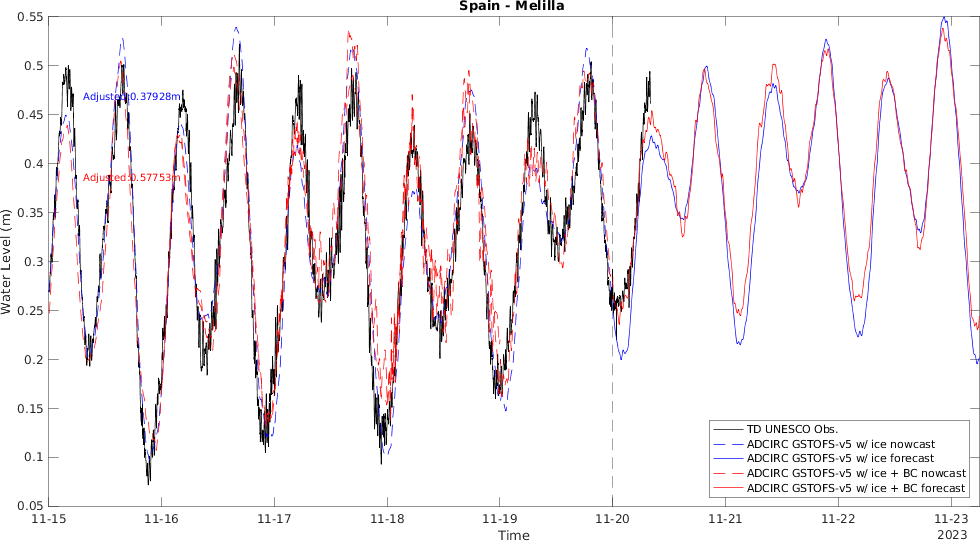 Spain - Melilla
0.55
0.5
0.45
0.4
0.35
0.3
0.25
0.2
0.15
0.1
0.05
Water Level (m)
Adjusted:0.37928m
Adjusted:0.57753m
TD UNESCO Obs.
ADCIRC GSTOFS-v5 w/ ice nowcast
ADCIRC GSTOFS-v5 w/ ice forecast
ADCIRC GSTOFS-v5 w/ ice + BC nowcast
ADCIRC GSTOFS-v5 w/ ice + BC forecast
11-15 11-16 11-17 11-18 11-19 11-20 11-21 11-22 11-23
Time 2023